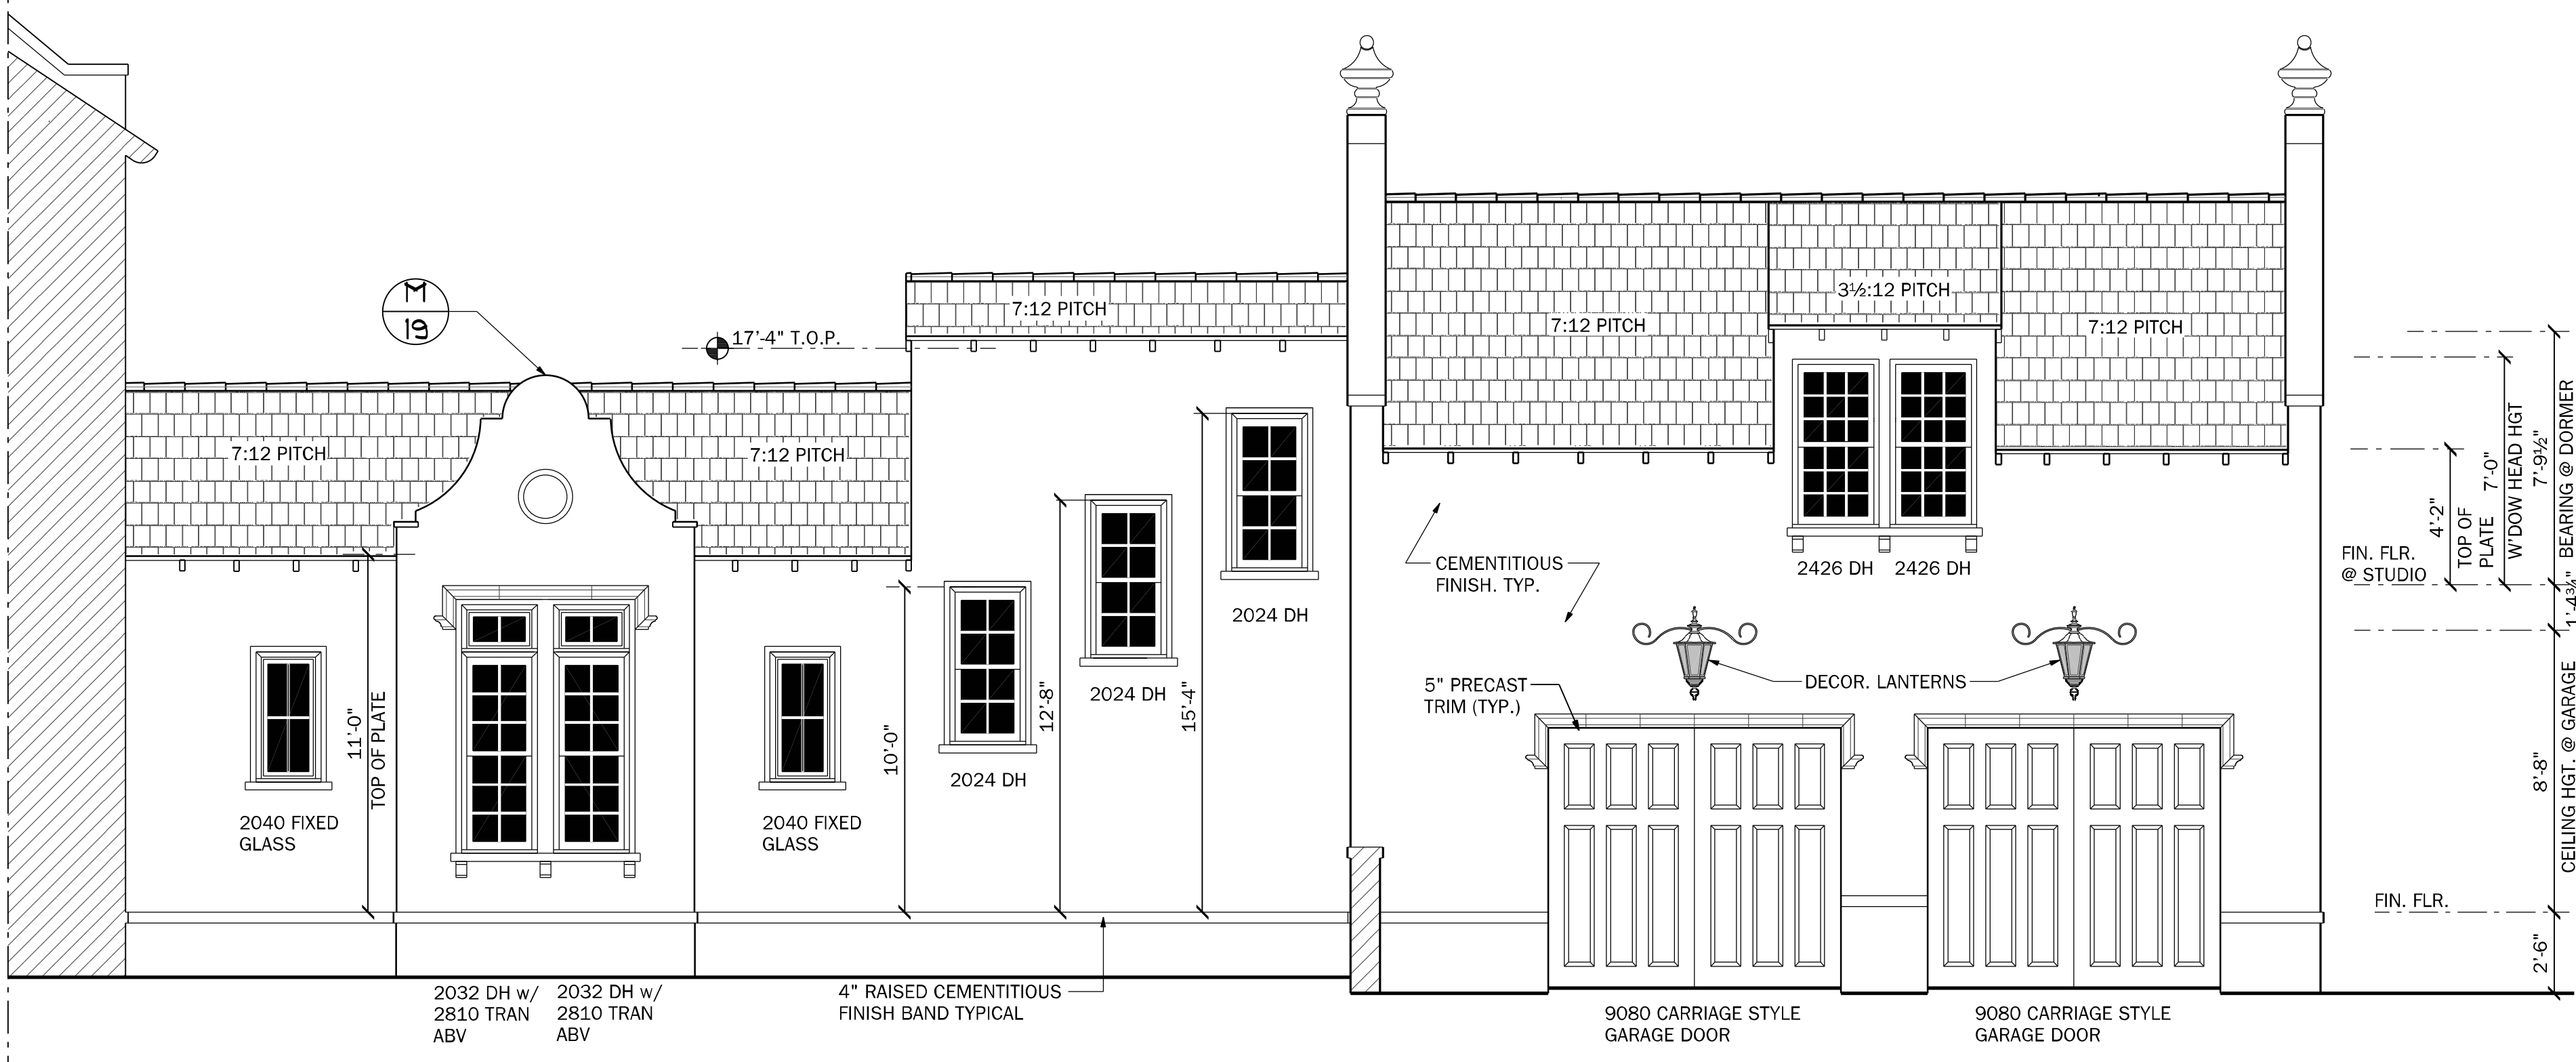 M
19
17'-4" T.O.P.
7:12 PITCH
7:12 PITCH
7:12 PITCH
7:12 PITCH
3½:12 PITCH
7:12 PITCH
2040 FIXED
GLASS
11'-0"
TOP OF PLATE
2040 FIXED
GLASS
10'-0"
2024 DH
12'-8"
2024 DH
15'-4"
2024 DH
CEMENTITIOUS
FINISH. TYP.
2426 DH
2426 DH
5" PRECAST
TRIM (TYP.)
DECOR. LANTERNS
FIN. FLR.
@ STUDIO
4'-2"
TOP OF
PLATE
7'-0"
W'DOW HEAD HGT
7'-9½"
BEARING @ DORMER
1'-4¾"
8'-8"
CEILING HGT. @ GARAGE
FIN. FLR.
2'-6"
2032 DH w/
2810 TRAN
ABV
2032 DH w/
2810 TRAN
ABV
4" RAISED CEMENTITIOUS
FINISH BAND TYPICAL
9080 CARRIAGE STYLE
GARAGE DOOR
9080 CARRIAGE STYLE
GARAGE DOOR